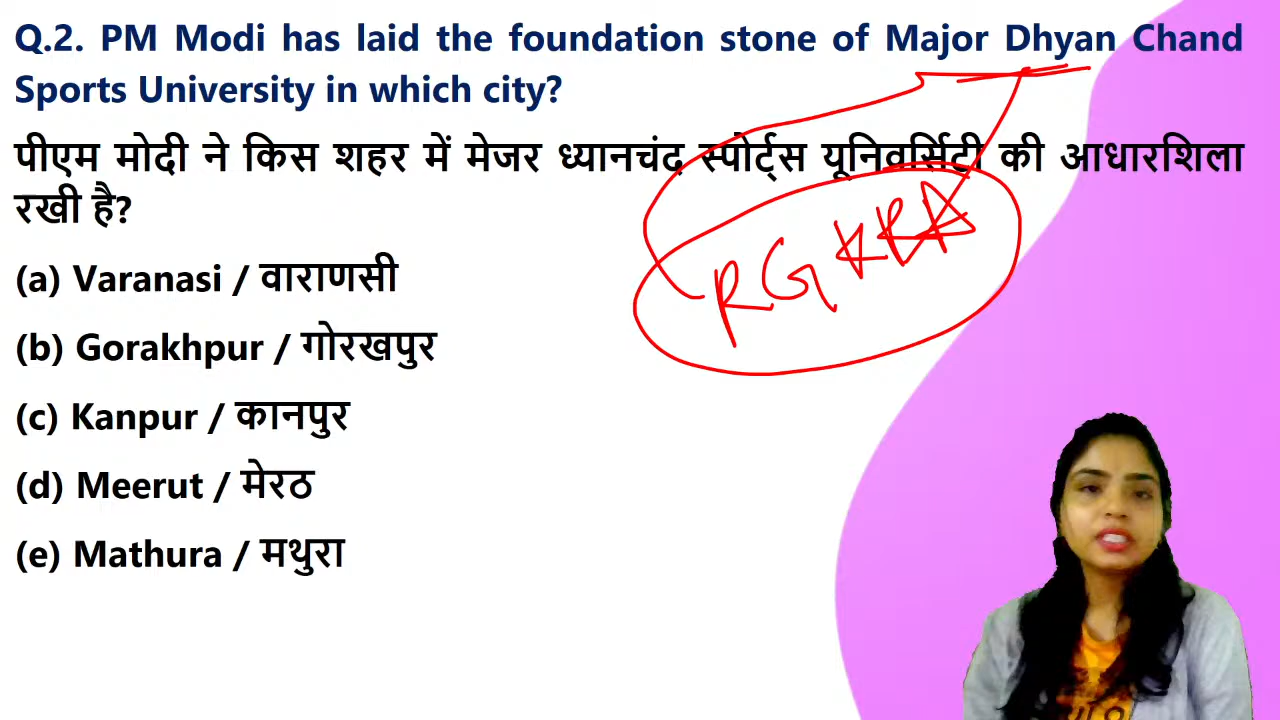 Q.2. PM Modi has laid the foundation stone of Major Dhyan Chand
Sports University in which city?
पीएम मोदी ने किस शहर में मेजर ध्यानचंद स्पोर्ट्स यूनिवर्सिटी की आधारशिला
रखी है?
RGKRA
(a) Varanasi / वाराणसी
(b) Gorakhpur / गोरखपुर
(c) Kanpur / कानपुर
(d) Meerut / मेरठ
(e) Mathura / मथुरा